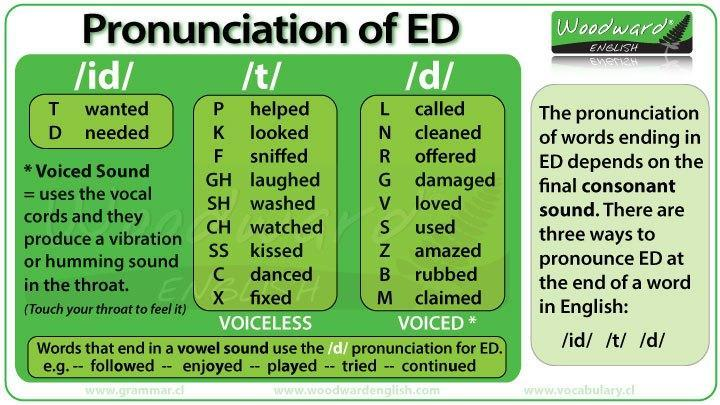 Pronunciation of ED
Woodward®
ENGLISH
/id/
T wanted
D needed
* Voiced Sound
= uses the vocal
cords and they
produce a vibration
or humming sound
in the throat.
(Touch your throat to feel it)
/t/
P helped
K looked
F sniffed
GH laughed
SH washed
CH watched
SS kissed
C danced
X fixed
VOICELESS
/d/
L called
N cleaned
R offered
G damaged
V loved
S used
Z amazed
B rubbed
M claimed
VOICED *
Words that end in a vowel sound use the /d/ pronunciation for ED.
e.g. -- followed -- enjoyed -- played -- tried -- continued
The pronunciation
of words ending in
ED depends on the
final consonant
sound. There are
three ways to
pronounce ED at
the end of a word
in English:
/id/ /t/ /d/
www.grammar.cl www.woodwardenglish.com www.vocabulary.cl